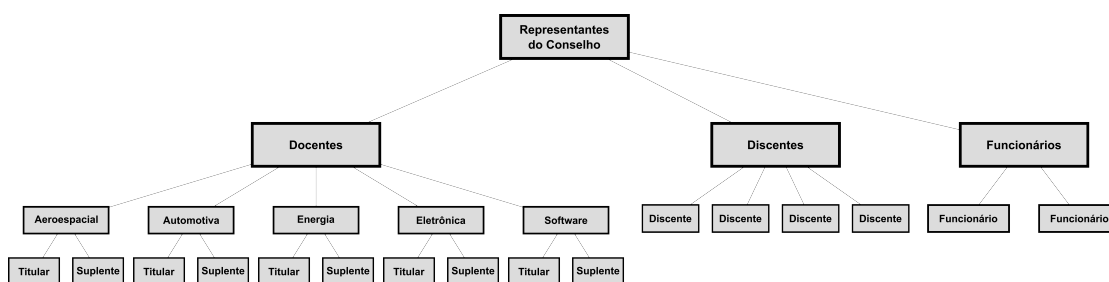 Representantes
do Conselho
Docentes
Discentes
Funcionários
Aeroespacial
Automotiva
Energia
Eletrônica
Software
Discente
Discente
Discente
Discente
Funcionário
Funcionário
Titular
Suplente
Titular
Suplente
Titular
Suplente
Titular
Suplente
Titular
Suplente